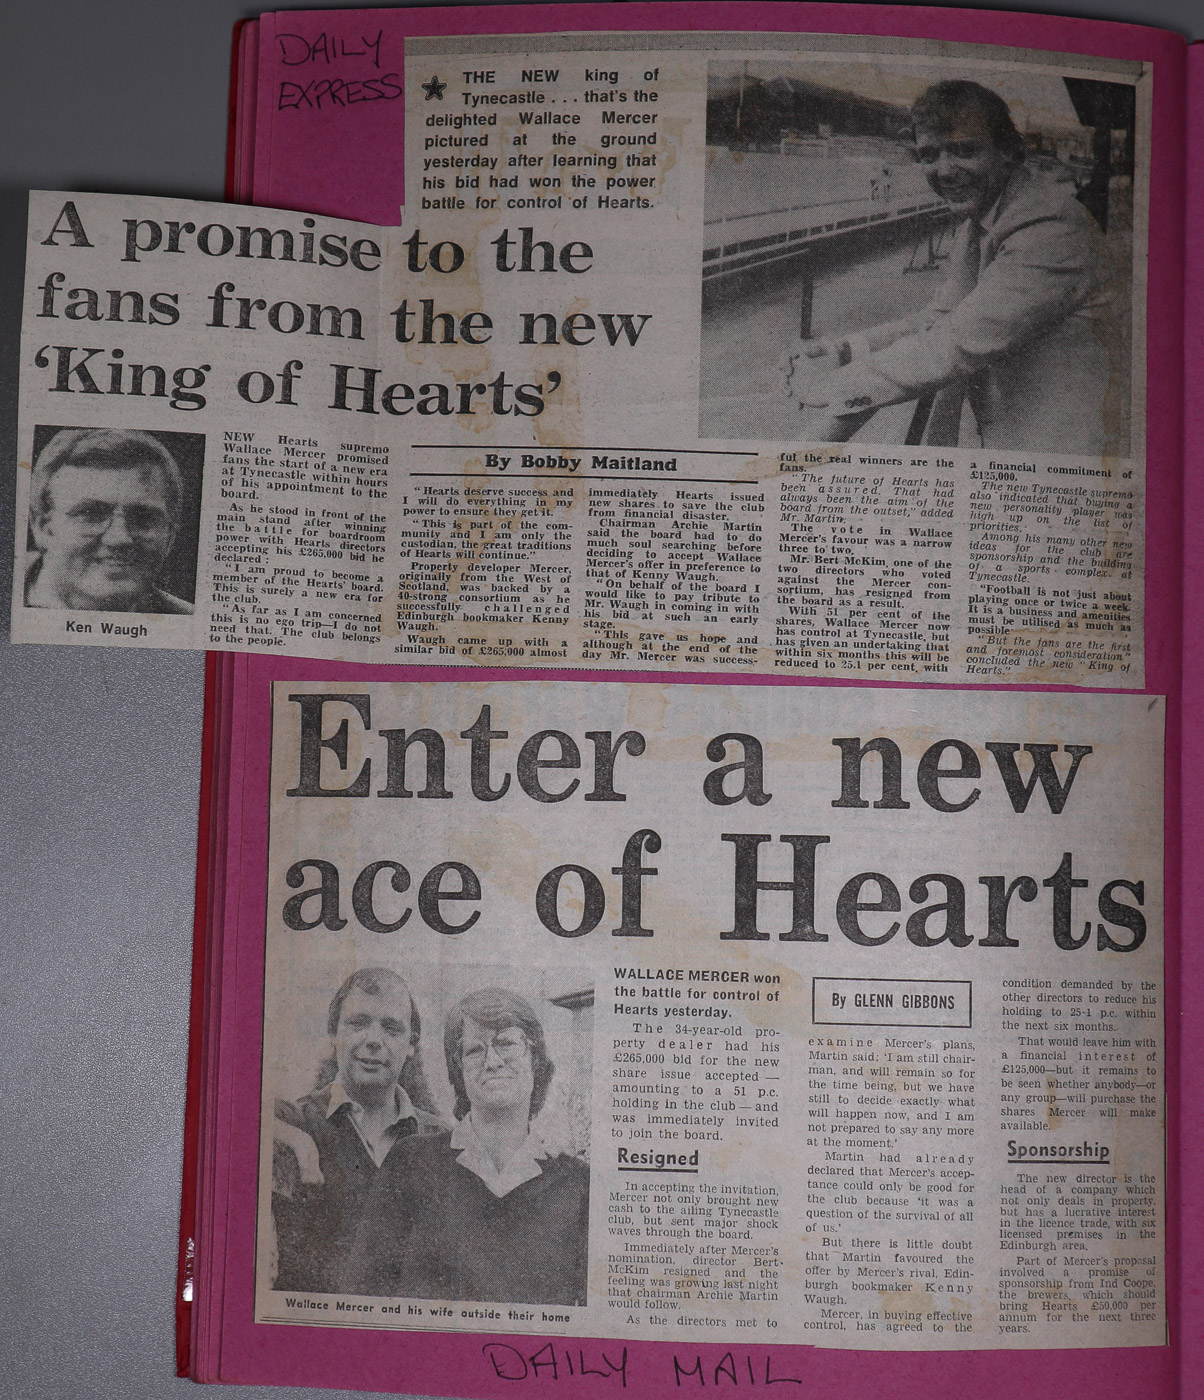 DAILY
EXPRESS
THE NEW king of
Tynecastle . . . that's the
delighted Wallace Mercer
pictured at the ground
yesterday after learning that
his bid had won the power
battle for control of Hearts.
A promise to the
fans from the new
‘King of Hearts’
Ken Waugh
NEW Hearts supremo
Wallace Mercer promised
fans the start of a new era
at Tynecastle within hours
of his appointment to the
board.
As he stood in front of the
main stand after winning
the battle for boardroom
power with Hearts directors
accepting his £265,000 bid he
declared:
"I am proud to become a
member of the Hearts' board.
This is surely a new era for
the club.
"As far as I am concerned
this is no ego trip—I do not
need that. The club belongs
to the people.
By Bobby Maitland
"Hearts deserve success and
I will do everything in my
power to ensure they get it.
"This is part of the com-
munity and I am only the
custodian, the great traditions
of Hearts will continue."
Property developer Mercer,
originally from the West of
Scotland, was backed by a
40-strong consortium as he
successfully challenged
Edinburgh bookmaker Kenny
Waugh.
Waugh came up with a
similar bid of £265,000 almost
immediately Hearts issued
new shares to save the club
from financial disaster.
Chairman Archie Martin
said the board had to do
much soul searching before
deciding to accept Wallace
Mercer's offer in preference to
that of Kenny Waugh.
"On behalf of the board I
would like to pay tribute to
Mr. Waugh in coming in with
his bid at such an early
stage.
"This gave us hope and
although at the end of the
day Mr. Mercer was success-
ful the real winners are the
fans.
"The future of Hearts has
been assured. That had
always been the aim of the
board from the outset," added
Mr. Martin.
The vote in Wallace
Mercer's favour was a narrow
three to two.
Mr. Bert McKim, one of the
two directors who voted
against the Mercer con-
sortium, has resigned from
the board as a result.
With 51 per cent. of the
shares, Wallace Mercer now
has control at Tynecastle, but
has given an undertaking that
within six months this will be
reduced to 25.1 per cent, with
a financial commitment of
£125,000.
The new Tynecastle supremo
also indicated that buying a
new personality player was
high up on the list of
priorities.
Among his many other new
ideas for the club are
sponsorship and the building
of a sports complex at
Tynecastle.
"Football is not just about
playing once or twice a week.
It is a business and amenities
must be utilised as much as
possible.
"But the fans are the first
and foremost consideration"
concluded the new "King of
Hearts."
Enter a new
ace of Hearts
Wallace Mercer and his wife outside their home
WALLACE MERCER won
the battle for control of
Hearts yesterday.
The 34-year-old pro-
perty dealer had his
£265,000 bid for the new
share issue accepted —
amounting to a 51 p.c.
holding in the club — and
was immediately invited
to join the board.
Resigned
In accepting the invitation,
Mercer not only brought new
cash to the ailing Tynecastle
club, but sent major shock
waves through the board.
Immediately after Mercer's
nomination, director Bert
McKim resigned and the
feeling was growing last night
that chairman Archie Martin
would follow.
As the directors met to
By GLENN GIBBONS
examine Mercer's plans,
Martin said: 'I am still chair-
man, and will remain so for
the time being, but we have
still to decide exactly what
will happen now, and I am
not prepared to say any more
at the moment.'
Martin had already
declared that Mercer's accep-
tance could only be good for
the club because 'it was a
question of the survival of all
of us.'
But there is little doubt
that Martin favoured the
offer by Mercer's rival, Edin-
burgh bookmaker Kenny
Waugh.
Mercer, in buying effective
control, has agreed to the
condition demanded by the
other directors to reduce his
holding to 25·1 p.c. within
the next six months.
That would leave him with
a financial interest of
£125,000—but it remains to
be seen whether anybody—or
any group—will purchase the
shares Mercer will make
available.
Sponsorship
The new director is the
head of a company which
not only deals in property,
but has a lucrative interest
in the licence trade, with six
licensed premises in the
Edinburgh area.
Part of Mercer's proposal
involved a promise of
sponsorship from Ind Coope,
the brewers, which should
bring Hearts £50,000 per
annum for the next three
years.
DAILY MAIL